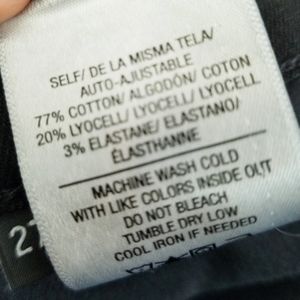 SELF/ DE LA MISMA TELA/
AUTO-AJUSTABLE
77% COTTON/ ALGODÓN/ COTON
20% LYOCELL/ LYOCELL/ LYOCELL
3% ELASTANE/ ELASTANO/
ÉLASTHANNE
MACHINE WASH COLD
WITH LIKE COLORS INSIDE OUT
DO NOT BLEACH
TUMBLE DRY LOW
COOL IRON IF NEEDED